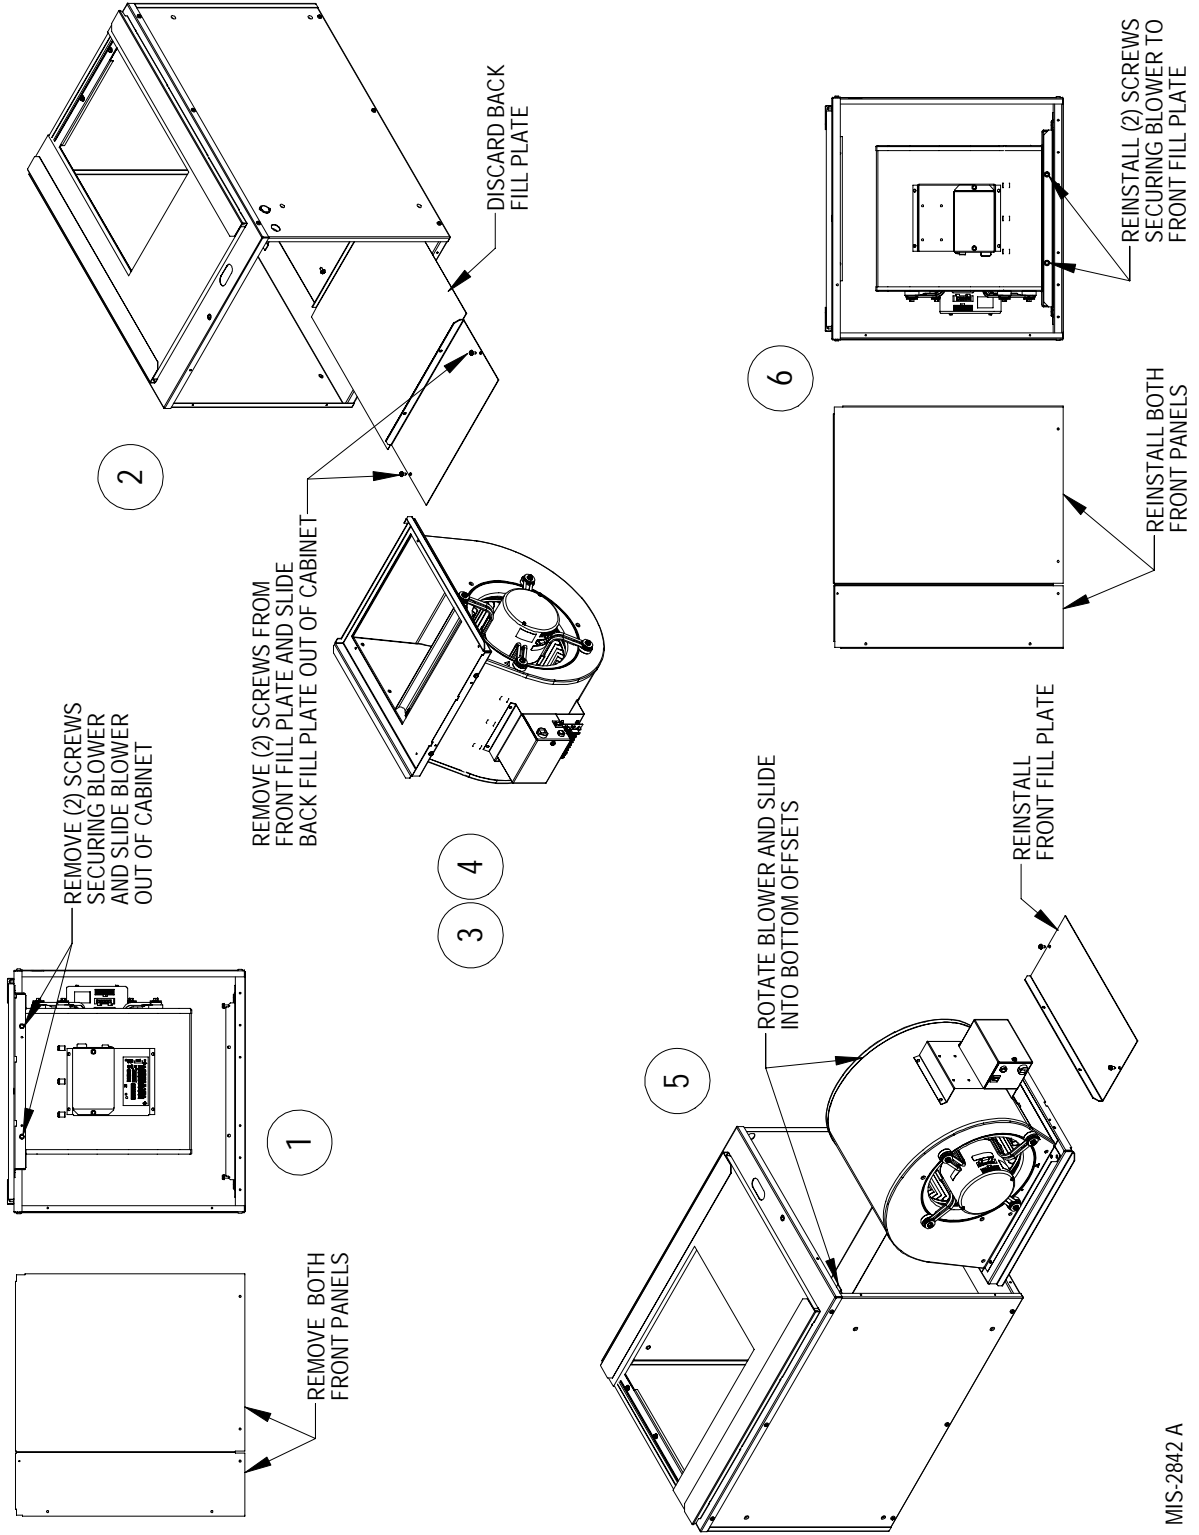 1
REMOVE BOTH
FRONT PANELS
REMOVE (2) SCREWS
SECURING BLOWER
AND SLIDE BLOWER
OUT OF CABINET
2
REMOVE (2) SCREWS FROM
FRONT FILL PLATE AND SLIDE
BACK FILL PLATE OUT OF CABINET
DISCARD BACK
FILL PLATE
3
4
5
ROTATE BLOWER AND SLIDE
INTO BOTTOM OFFSETS
REINSTALL
FRONT FILL PLATE
6
REINSTALL BOTH
FRONT PANELS
REINSTALL (2) SCREWS
SECURING BLOWER TO
FRONT FILL PLATE
MIS-2842 A